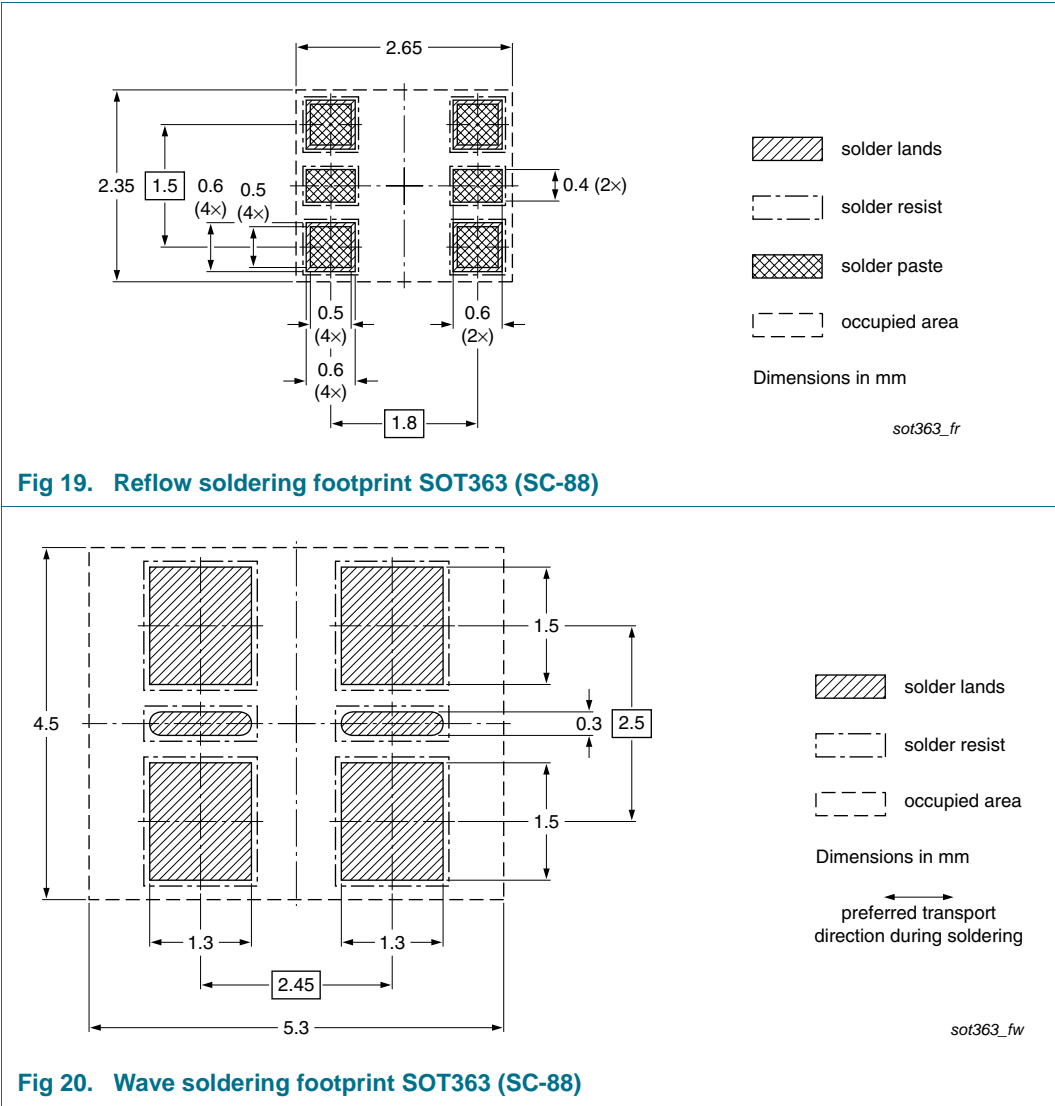 2.65
2.35
1.5
0.6
(4×)
0.5
(4×)
0.4 (2×)
0.5
(4×)
0.6
(2×)
0.6
(4×)
1.8
solder lands
solder resist
solder paste
occupied area
Dimensions in mm
sot363_fr
Fig 19. Reflow soldering footprint SOT363 (SC-88)
1.5
4.5
0.3
2.5
1.5
1.3
1.3
2.45
5.3
solder lands
solder resist
occupied area
Dimensions in mm
preferred transport
direction during soldering
sot363_fw
Fig 20. Wave soldering footprint SOT363 (SC-88)